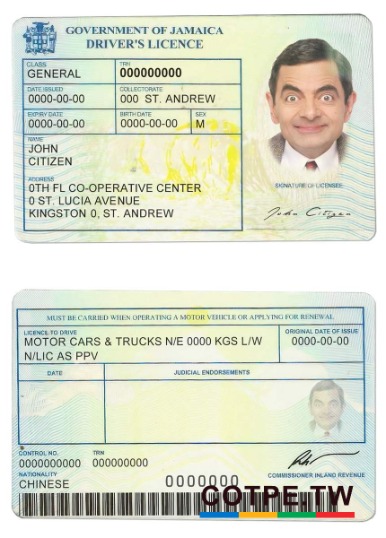 GOVERNMENT OF JAMAICA
DRIVER'S LICENCE
CLASS
GENERAL
TRN
000000000
DATE ISSUED
0000-00-00
COLLECTORATE
000 ST. ANDREW
EXPIRY DATE
0000-00-00
BIRTH DATE
0000-00-00
SEX
M
NAME
JOHN
CITIZEN
ADDRESS
0TH FL CO-OPERATIVE CENTER
0 ST. LUCIA AVENUE
KINGSTON 0, ST. ANDREW
SIGNATURE OF LICENSEE
John Citizen
MUST BE CARRIED WHEN OPERATING A MOTOR VEHICLE OR APPLYING FOR RENEWAL
LICENCE TO DRIVE
MOTOR CARS & TRUCKS N/E 0000 KGS L/W
N/LIC AS PPV
ORIGINAL DATE OF ISSUE
0000-00-00
DATE
JUDICIAL ENDORSEMENTS
CONTROL NO.
0000000000
TRN
000000000
NATIONALITY
CHINESE
0000000
COMMISSIONER INLAND REVENUE
COTPE.TW